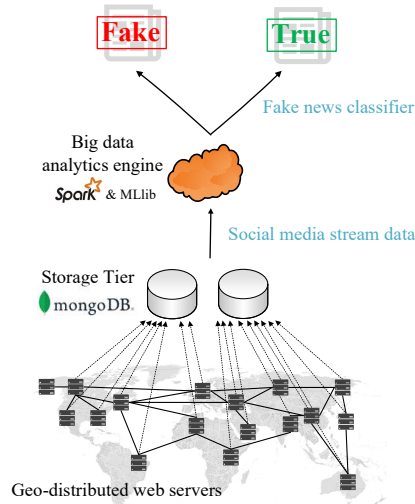 Fake
True
Fake news classifier
Big data
analytics engine
Spark & MLlib
Social media stream data
Storage Tier
mongoDB
Geo-distributed web servers